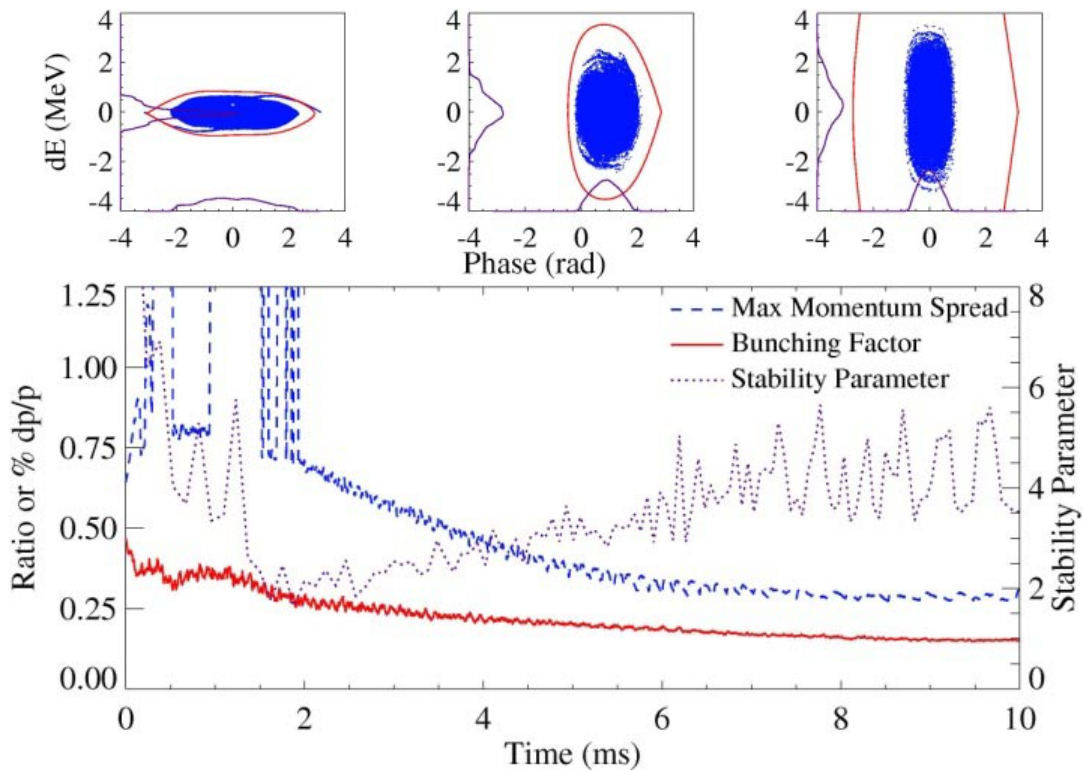 4 4 4
2 2 2
0 0 0
-2 -2 -2
-4 -4 -4
dE (MeV)
-4 -2 0 2 4 -4 -2 0 2 4 -4 -2 0 2 4
Phase (rad)
1.25 8
Max Momentum Spread
Bunching Factor
1.00 Stability Parameter 6
0.75
4
0.50
0.25 2
0.00 0
Ratio or % dp/p
Stability Parameter
0 2 4 6 8 10
Time (ms)